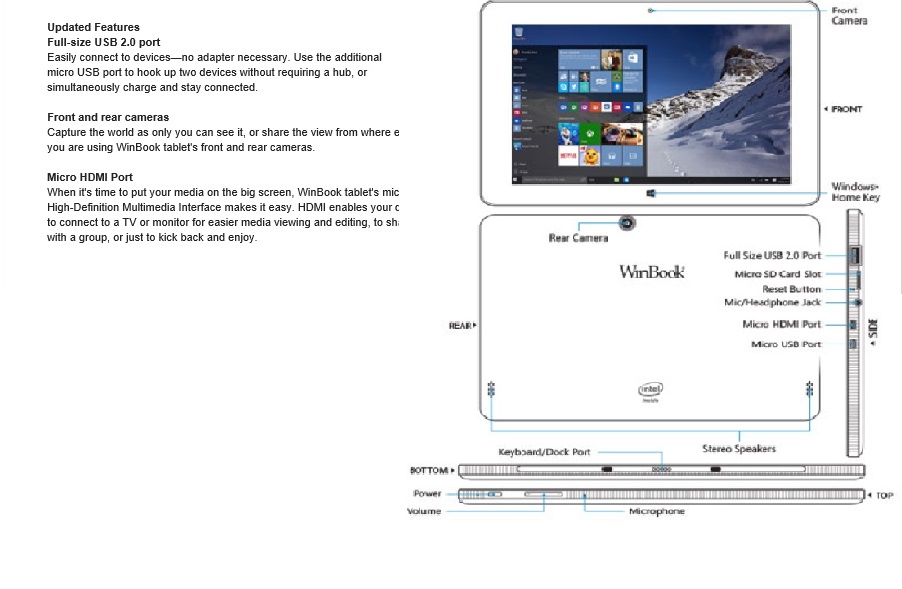 Updated Features
Full-size USB 2.0 port
Easily connect to devices—no adapter necessary. Use the additional
micro USB port to hook up two devices without requiring a hub, or
simultaneously charge and stay connected.
Front and rear cameras
Capture the world as only you can see it, or share the view from where e
you are using WinBook tablet's front and rear cameras.
Micro HDMI Port
When it's time to put your media on the big screen, WinBook tablet's mic
High-Definition Multimedia Interface makes it easy. HDMI enables your
to connect to a TV or monitor for easier media viewing and editing, to sha
with a group, or just to kick back and enjoy.
Front
Camera
FRONT
Windows
Home Key
Rear Camera
WinBook
Full Size USB 2.0 Port
Micro SD Card Slot
Reset Button
Mic/Headphone Jack
Micro HDMI Port
Micro USB Port
SIDE
REAR
intel
inside
Stereo Speakers
Keyboard/Dock Port
BOTTOM
Power
Volume
Microphone
TOP